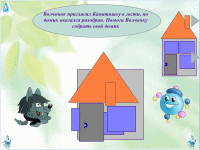 Волчонок пригласил Капитошку в гости, но
домик оказался разобран. Помоги Волчонку
собрать свой домик